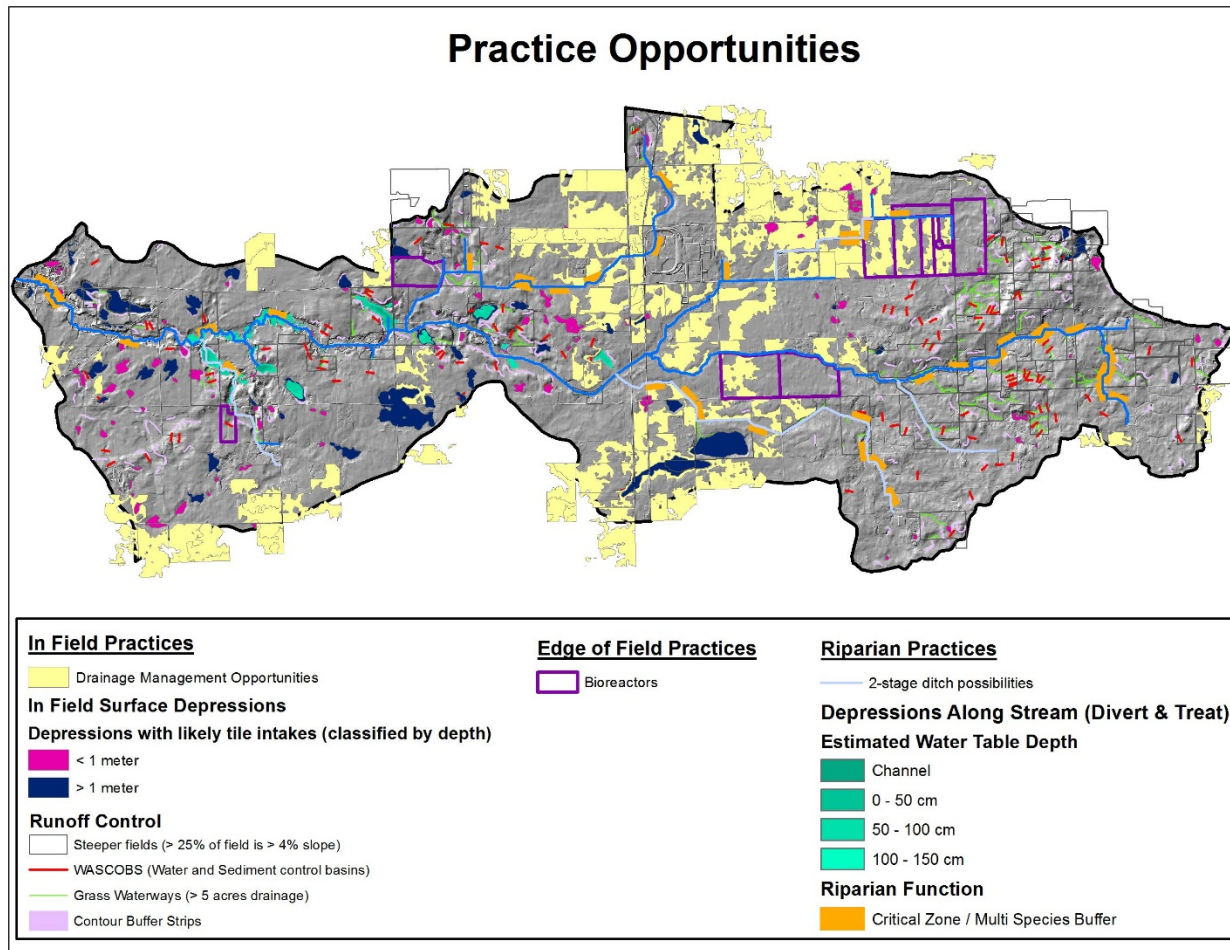 Practice Opportunities
In Field Practices
Drainage Management Opportunities
In Field Surface Depressions
Depressions with likely tile intakes (classified by depth)
< 1 meter
> 1 meter
Runoff Control
Steeper fields (> 25% of field is > 4% slope)
WASCOBS (Water and Sediment control basins)
Grass Waterways (> 5 acres drainage)
Contour Buffer Strips
Edge of Field Practices
Bioreactors
Riparian Practices
2-stage ditch possibilities
Depressions Along Stream (Divert & Treat)
Estimated Water Table Depth
Channel
0 - 50 cm
50 - 100 cm
100 - 150 cm
Riparian Function
Critical Zone / Multi Species Buffer